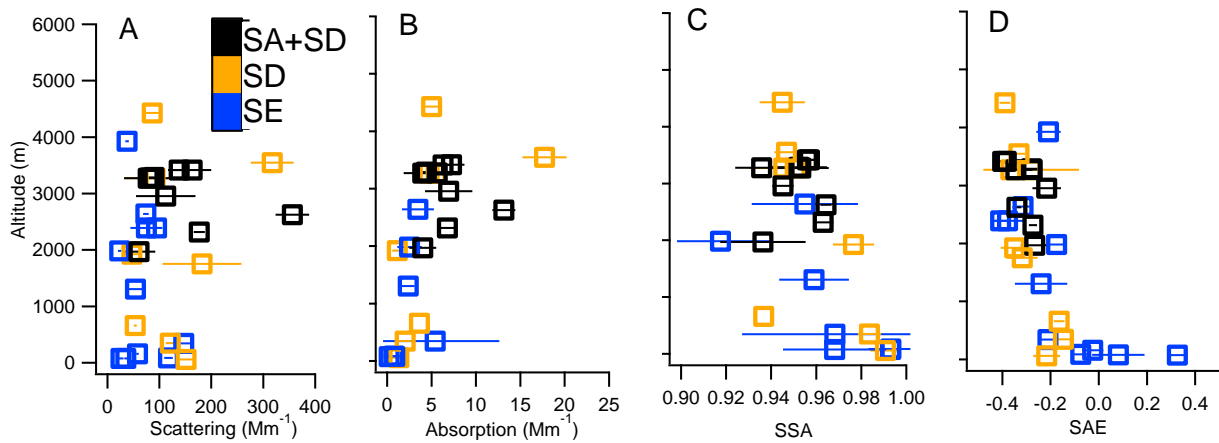 A
B
C
D
SA+SD
SD
SE
Altitude (m)
6000
5000
4000
3000
2000
1000
0
0 100 200 300 400
Scattering (Mm⁻¹)
0 5 10 15 20 25
Absorption (Mm⁻¹)
0.90 0.92 0.94 0.96 0.98 1.00
SSA
-0.4 -0.2 0.0 0.2 0.4
SAE